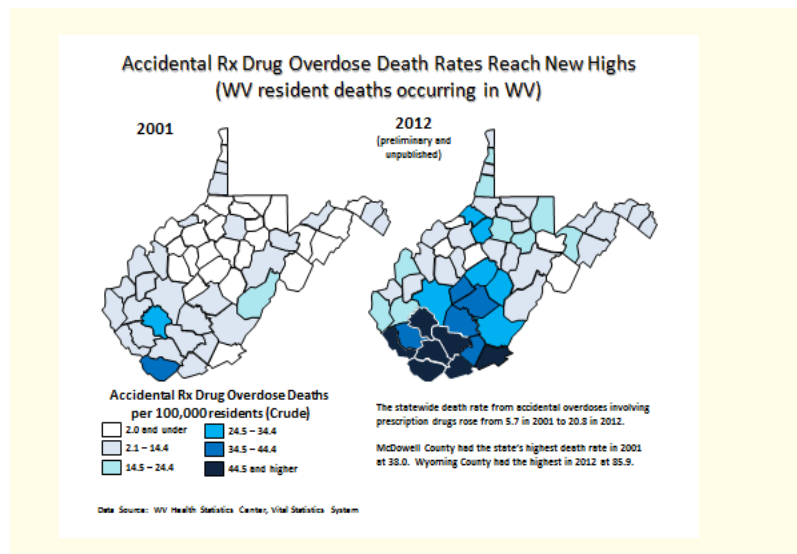 Accidental Rx Drug Overdose Death Rates Reach New Highs
(WV resident deaths occurring in WV)
2001
2012
(preliminary and
unpublished)
Accidental Rx Drug Overdose Deaths
per 100,000 residents (Crude)
2.0 and under
2.1 – 14.4
14.5 – 24.4
24.5 – 34.4
34.5 – 44.4
44.5 and higher
The statewide death rate from accidental overdoses involving
prescription drugs rose from 5.7 in 2001 to 20.8 in 2012.
McDowell County had the state's highest death rate in 2001
at 38.0. Wyoming County had the highest in 2012 at 85.9.
Data Source: WV Health Statistics Center, Vital Statistics System